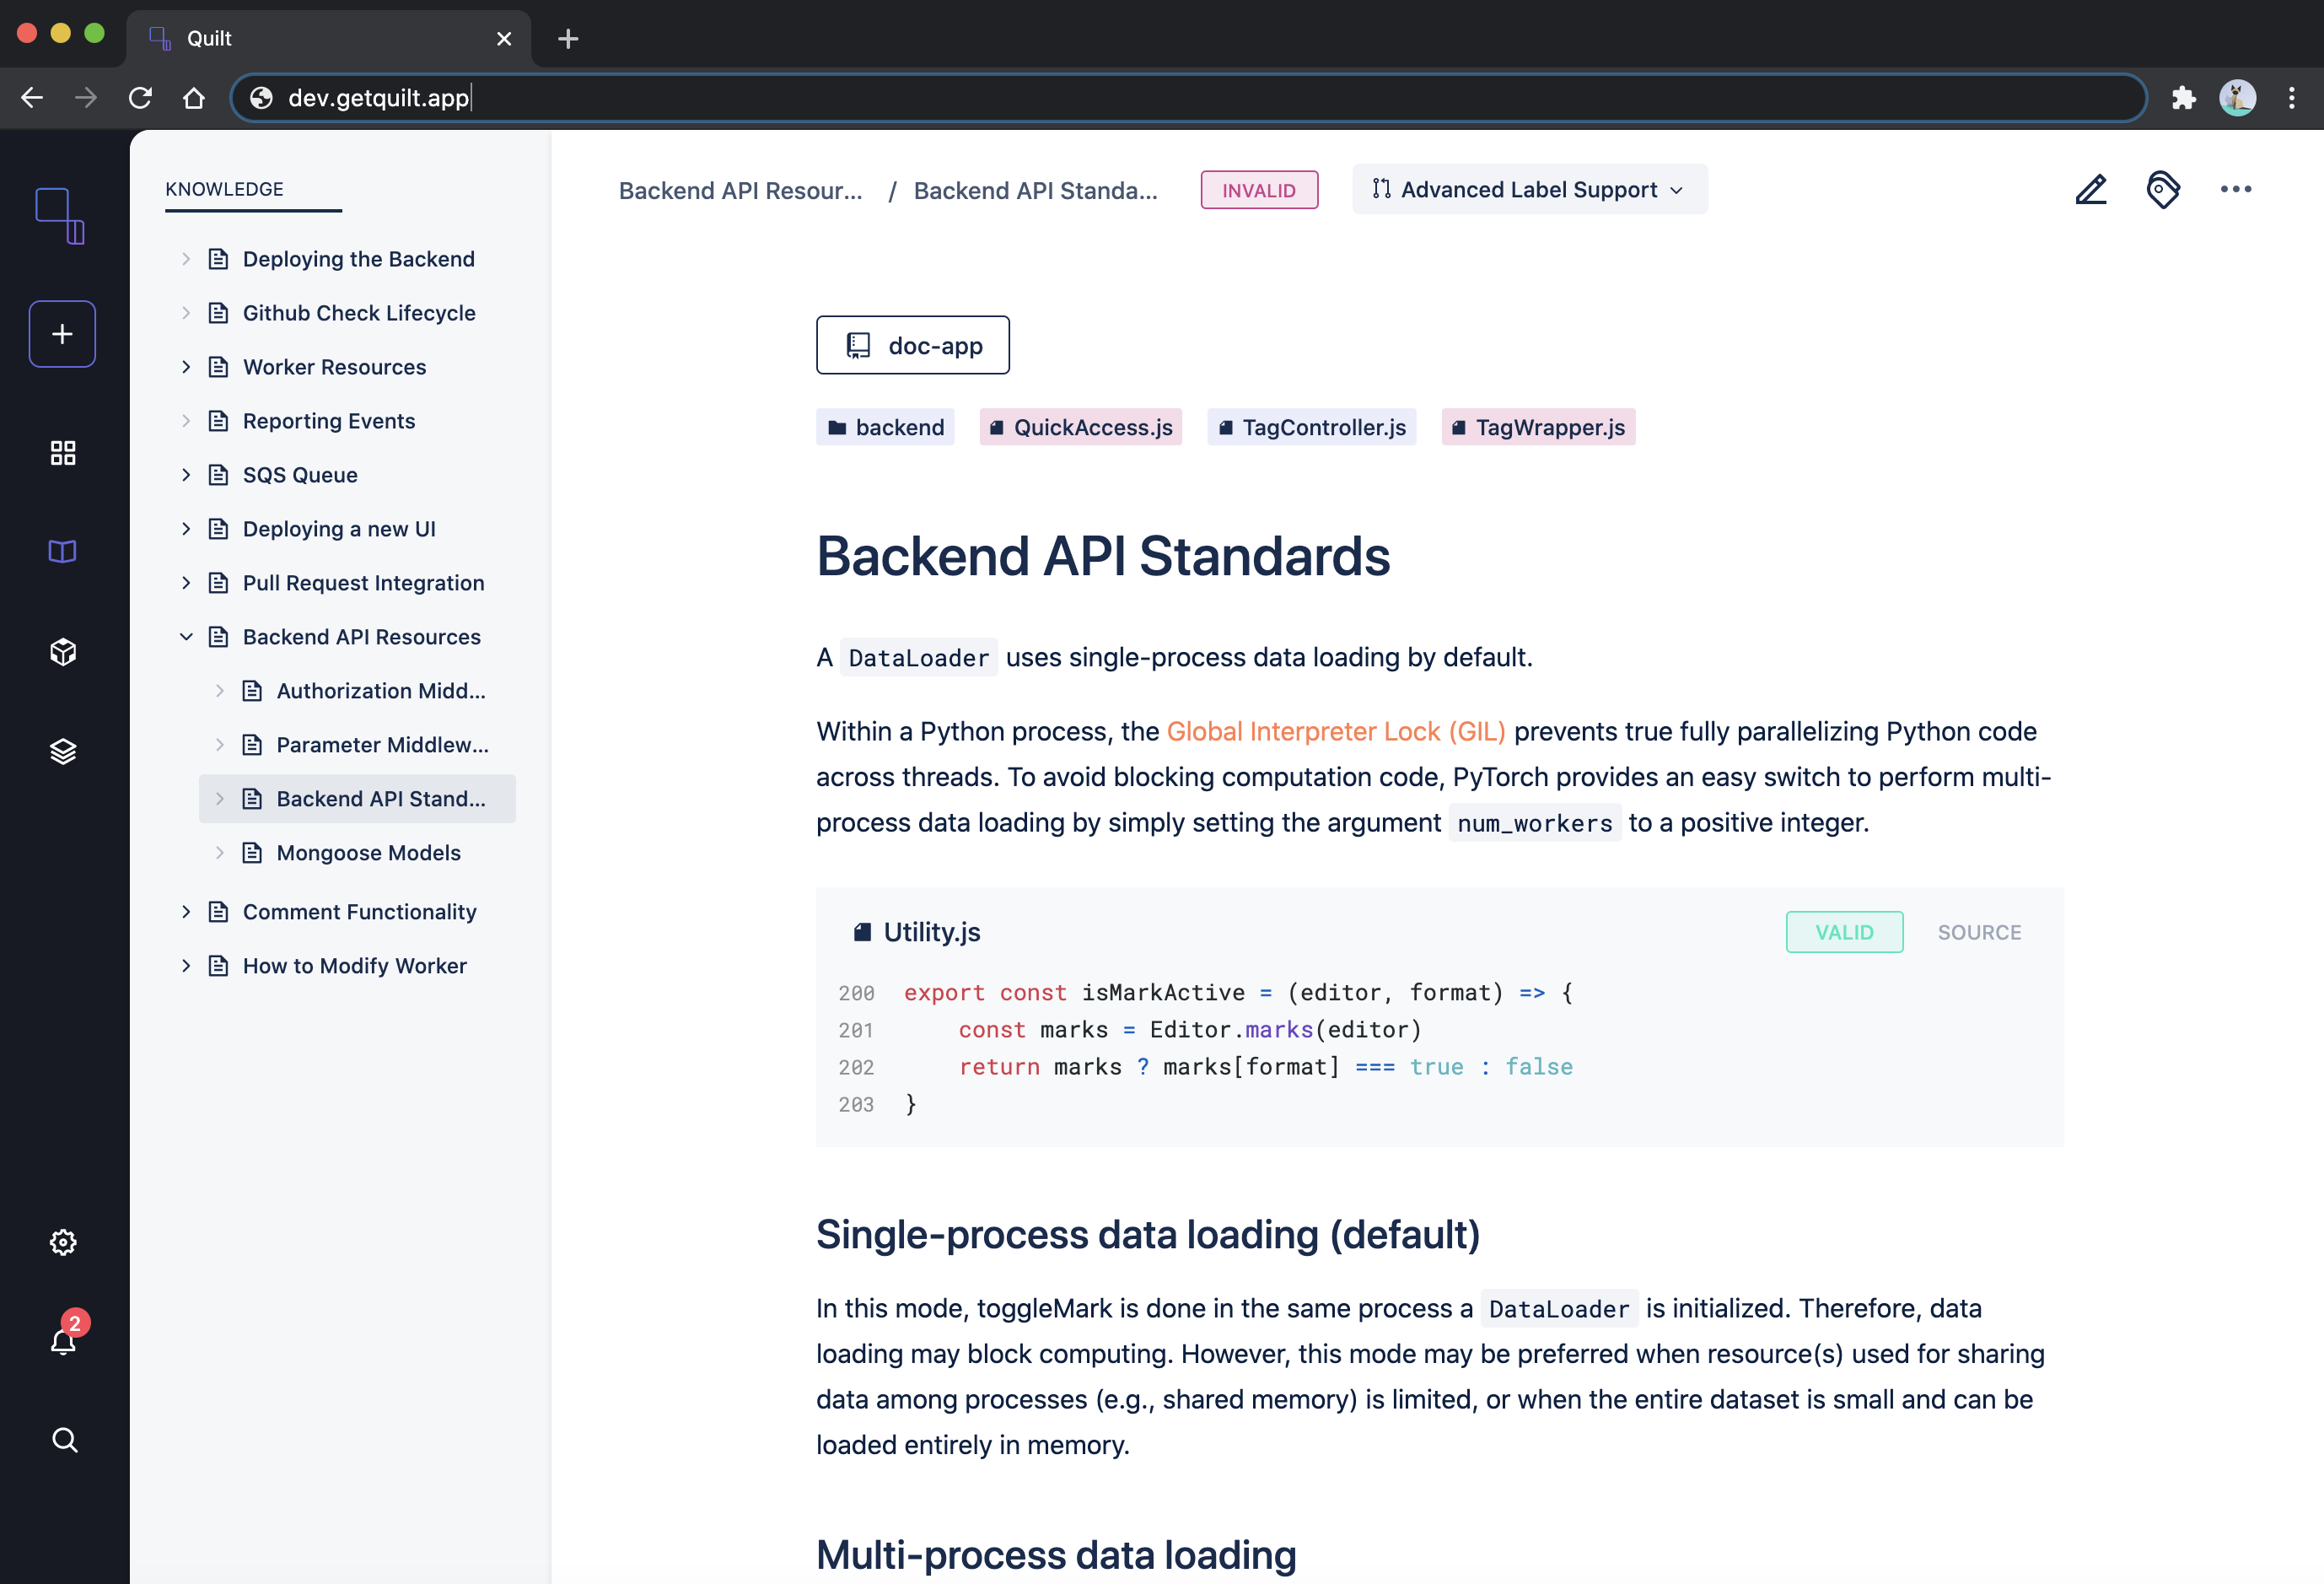 Quilt
dev.getquilt.app
KNOWLEDGE
Deploying the Backend
Github Check Lifecycle
Worker Resources
Reporting Events
SQS Queue
Deploying a new UI
Pull Request Integration
Backend API Resources
Authorization Midd...
Parameter Middlew...
Backend API Stand...
Mongoose Models
Comment Functionality
How to Modify Worker
2
Backend API Resour... / Backend API Standa... INVALID Advanced Label Support
doc-app
backend QuickAccess.js TagController.js TagWrapper.js
Backend API Standards
A DataLoader uses single-process data loading by default.
Within a Python process, the Global Interpreter Lock (GIL) prevents true fully parallelizing Python code
across threads. To avoid blocking computation code, PyTorch provides an easy switch to perform multi-
process data loading by simply setting the argument num_workers to a positive integer.
Utility.js VALID SOURCE
200 export const isMarkActive = (editor, format) => {
201 const marks = Editor.marks(editor)
202 return marks ? marks[format] === true : false
203 }
Single-process data loading (default)
In this mode, toggleMark is done in the same process a DataLoader is initialized. Therefore, data
loading may block computing. However, this mode may be preferred when resource(s) used for sharing
data among processes (e.g., shared memory) is limited, or when the entire dataset is small and can be
loaded entirely in memory.
Multi-process data loading